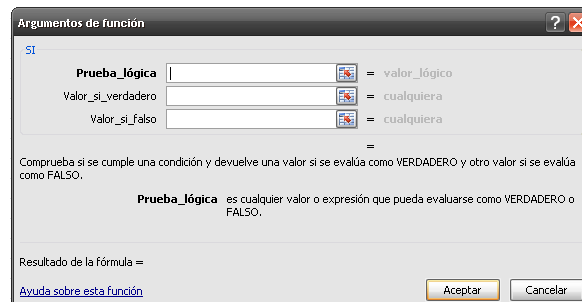 Argumentos de función
SI
Prueba_lógica = valor_lógico
Valor_si_verdadero = cualquiera
Valor_si_falso = cualquiera
=
Comprueba si se cumple una condición y devuelve una valor si se evalúa como VERDADERO y otro valor si se evalúa
como FALSO.
Prueba_lógica es cualquier valor o expresión que pueda evaluarse como VERDADERO o
FALSO.
Resultado de la fórmula =
Ayuda sobre esta función Aceptar Cancelar